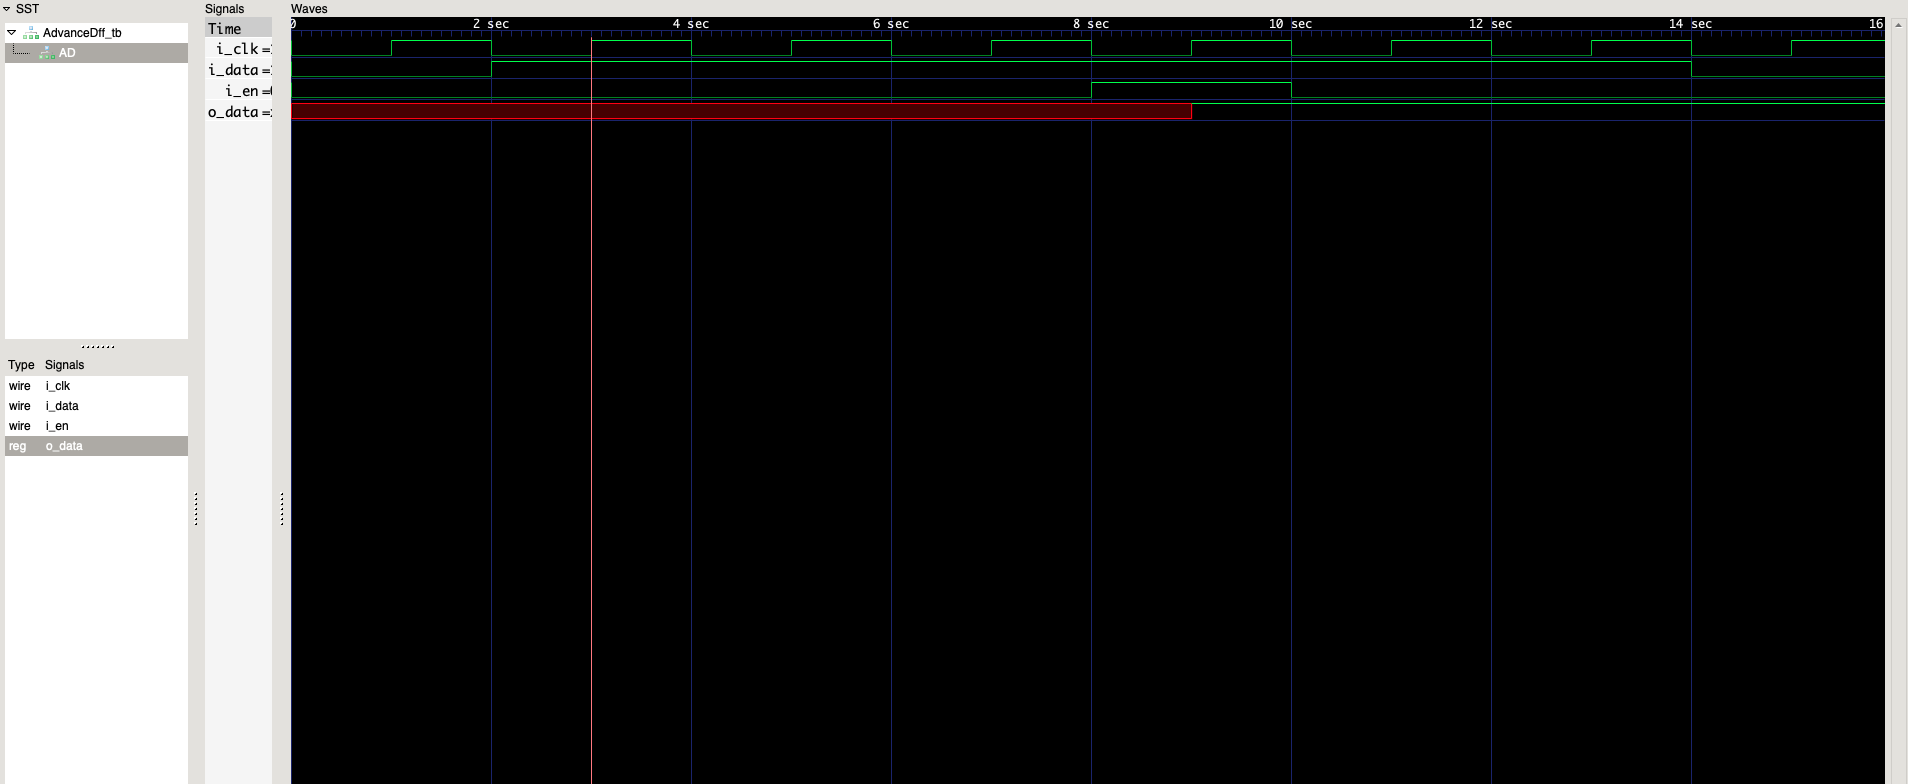 SST
AdvanceDff_tb
AD
Type Signals
wire i_clk
wire i_data
wire i_en
reg o_data
Signals
Time
i_clk =
i_data =
i_en =
o_data =
Waves
0 2 sec 4 sec 6 sec 8 sec 10 sec 12 sec 14 sec 16